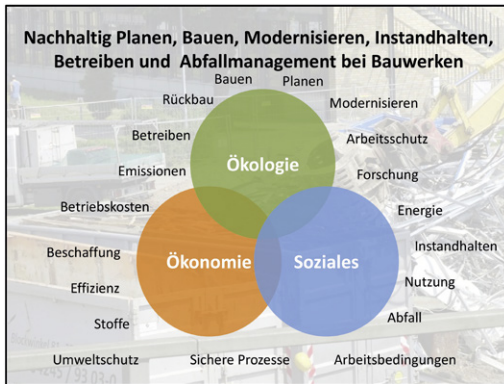 Nachhaltig Planen, Bauen, Modernisieren, Instandhalten,
Betreiben und Abfallmanagement bei Bauwerken
Bauen
Planen
Rückbau
Modernisieren
Betreiben
Arbeitsschutz
Ökologie
Emissionen
Forschung
Betriebskosten
Energie
Beschaffung
Ökonomie
Soziales
Instandhalten
Effizienz
Nutzung
Stoffe
Abfall
Umweltschutz
Sichere Prozesse
Arbeitsbedingungen